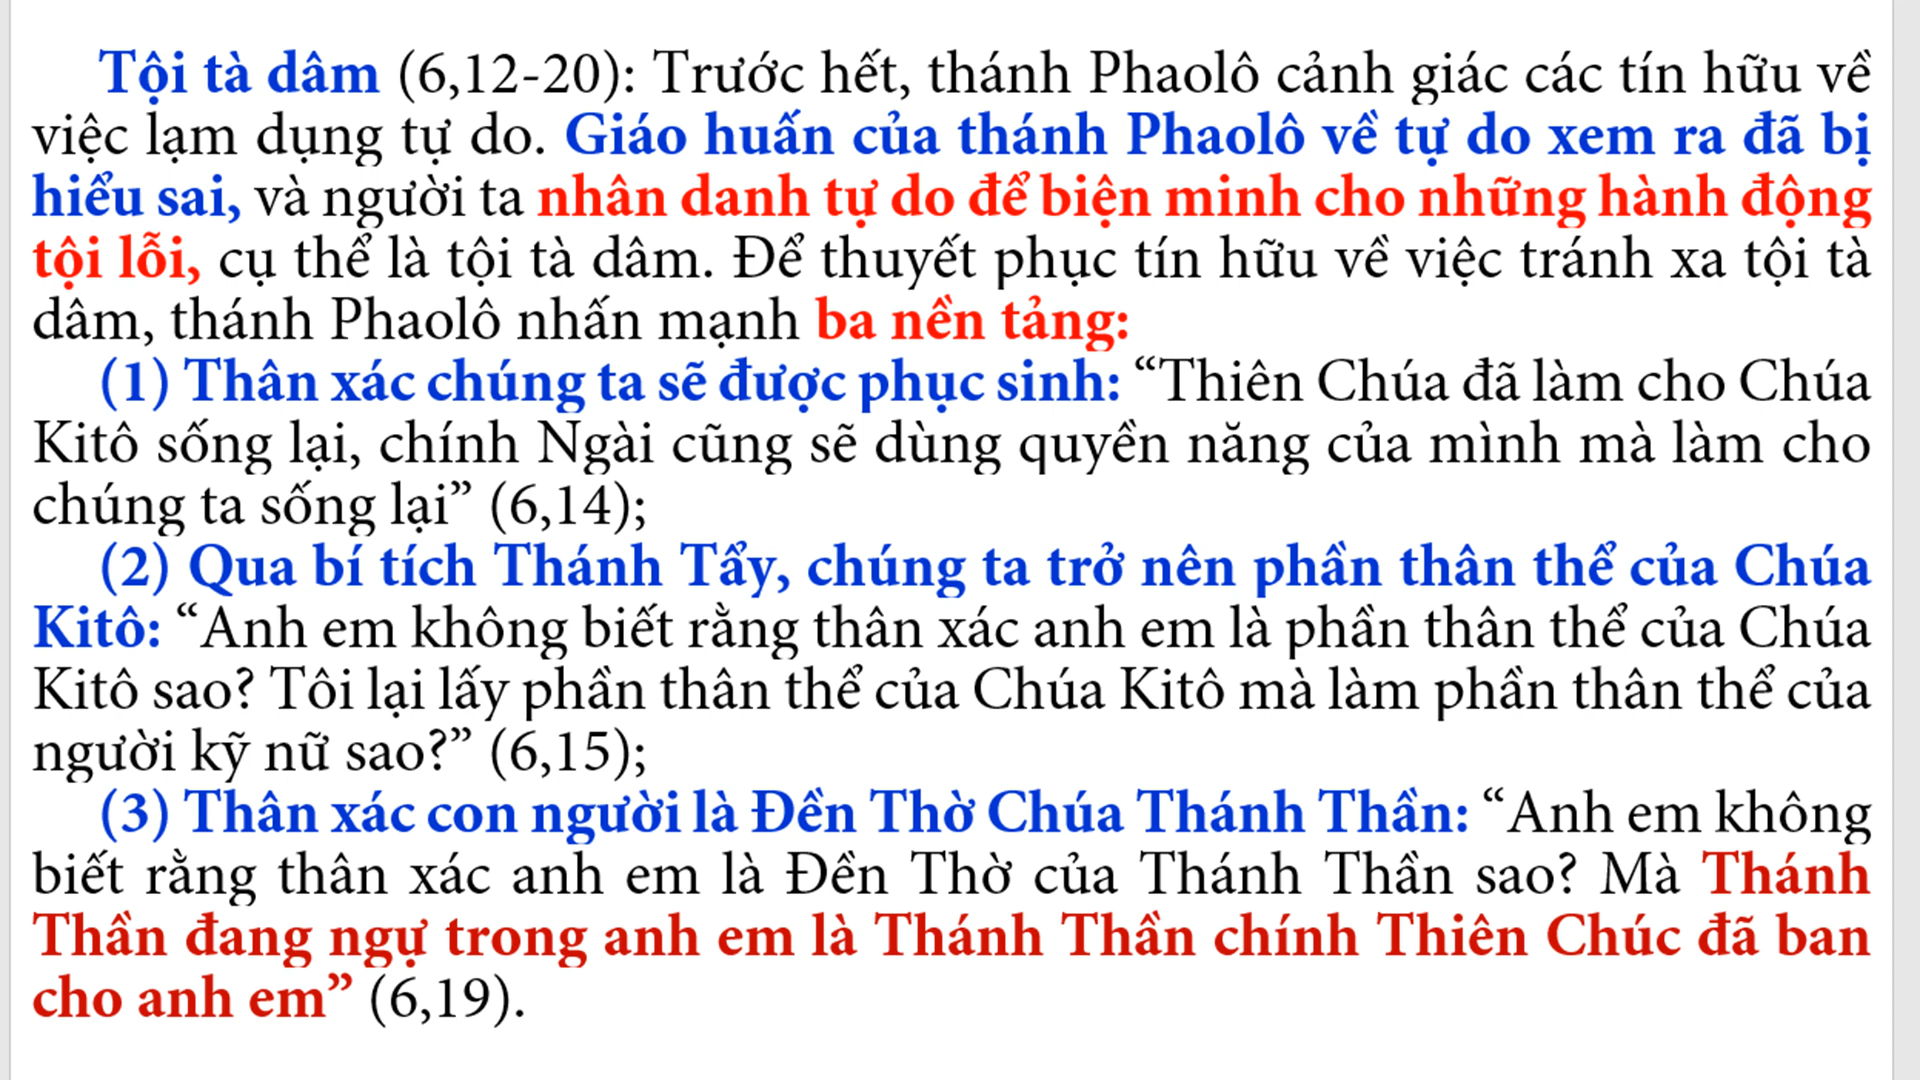 Tội tà dâm (6,12-20): Trước hết, thánh Phaolô cảnh giác các tín hữu về
việc lạm dụng tự do. Giáo huấn của thánh Phaolô về tự do xem ra đã bị
hiểu sai, và người ta nhân danh tự do để biện minh cho những hành động
tội lỗi, cụ thể là tội tà dâm. Để thuyết phục tín hữu về việc tránh xa tội tà
dâm, thánh Phaolô nhấn mạnh ba nền tảng:
(1) Thân xác chúng ta sẽ được phục sinh: “Thiên Chúa đã làm cho Chúa
Kitô sống lại, chính Ngài cũng sẽ dùng quyền năng của mình mà làm cho
chúng ta sống lại” (6,14);
(2) Qua bí tích Thánh Tẩy, chúng ta trở nên phần thân thể của Chúa
Kitô: “Anh em không biết rằng thân xác anh em là phần thân thể của Chúa
Kitô sao? Tôi lại lấy phần thân thể của Chúa Kitô mà làm phần thân thể của
người kỹ nữ sao?” (6,15);
(3) Thân xác con người là Đền Thờ Chúa Thánh Thần: “Anh em không
biết rằng thân xác anh em là Đền Thờ của Thánh Thần sao? Mà Thánh
Thần đang ngự trong anh em là Thánh Thần chính Thiên Chúc đã ban
cho anh em” (6,19).